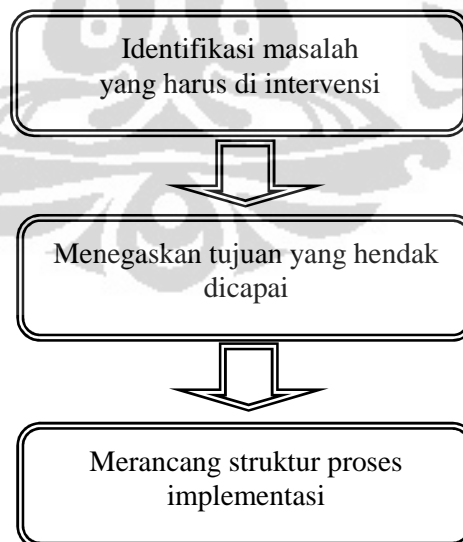 Identifikasi masalah
yang harus di intervensi
Menegaskan tujuan yang hendak
dicapai
Merancang struktur proses
implementasi